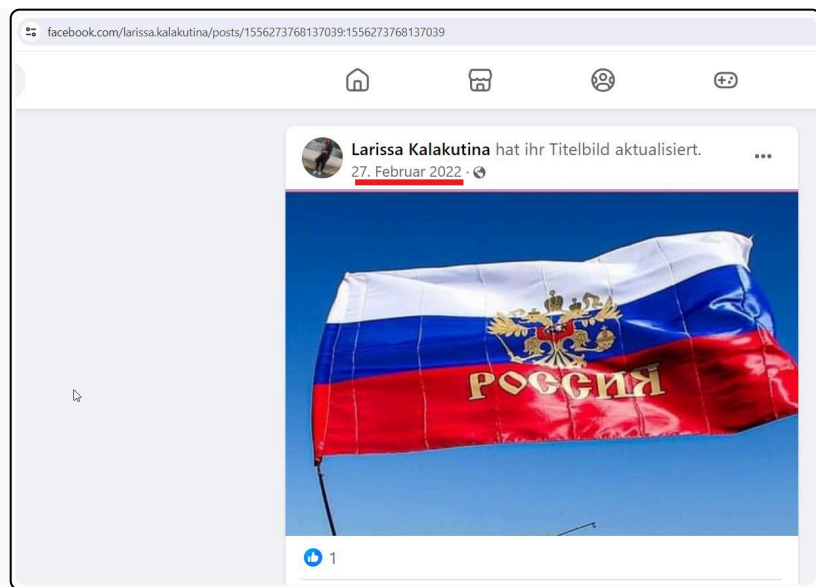 facebook.com/larissa.kalakutina/posts/1556273768137039:1556273768137039
Larissa Kalakutina hat ihr Titelbild aktualisiert.
27. Februar 2022 ·
РОССИЯ
1